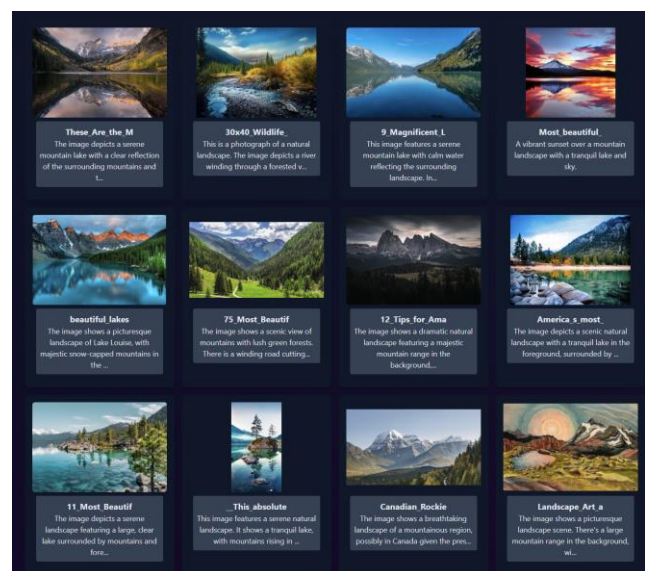 These_Are_the_M
The image depicts a serene
mountain lake with a clear reflection
of the surrounding mountains and
t...
30x40_Wildlife_
This is a photograph of a natural
landscape. The image depicts a river
winding through a forested v...
9_Magnificent_L
This image features a serene
mountain lake with calm water
reflecting the surrounding
landscape. In...
Most_beautiful_
A vibrant sunset over a mountain
landscape with a tranquil lake and
sky.
beautiful_lakes
The image shows a picturesque
landscape of Lake Louise, with
majestic snow-capped mountains in
the ...
75_Most_Beautif
The image shows a scenic view of
mountains with lush green forests.
There is a winding road cutting...
12_Tips_for_Ama
The image shows a dramatic natural
landscape featuring a majestic
mountain range in the
background,...
America_s_most_
The image depicts a scenic natural
landscape with a tranquil lake in the
foreground, surrounded by ...
11_Most_Beautif
The image depicts a serene
landscape featuring a large, clear
lake surrounded by mountains and
fore...
__This_absolute
This image features a serene natural
landscape. It shows a tranquil lake,
with mountains rising in ...
Canadian_Rockie
The image shows a breathtaking
landscape of a mountainous region,
possibly in Canada given the pres...
Landscape_Art_a
The image shows a picturesque
landscape scene. There's a large
mountain range in the background,
wi...